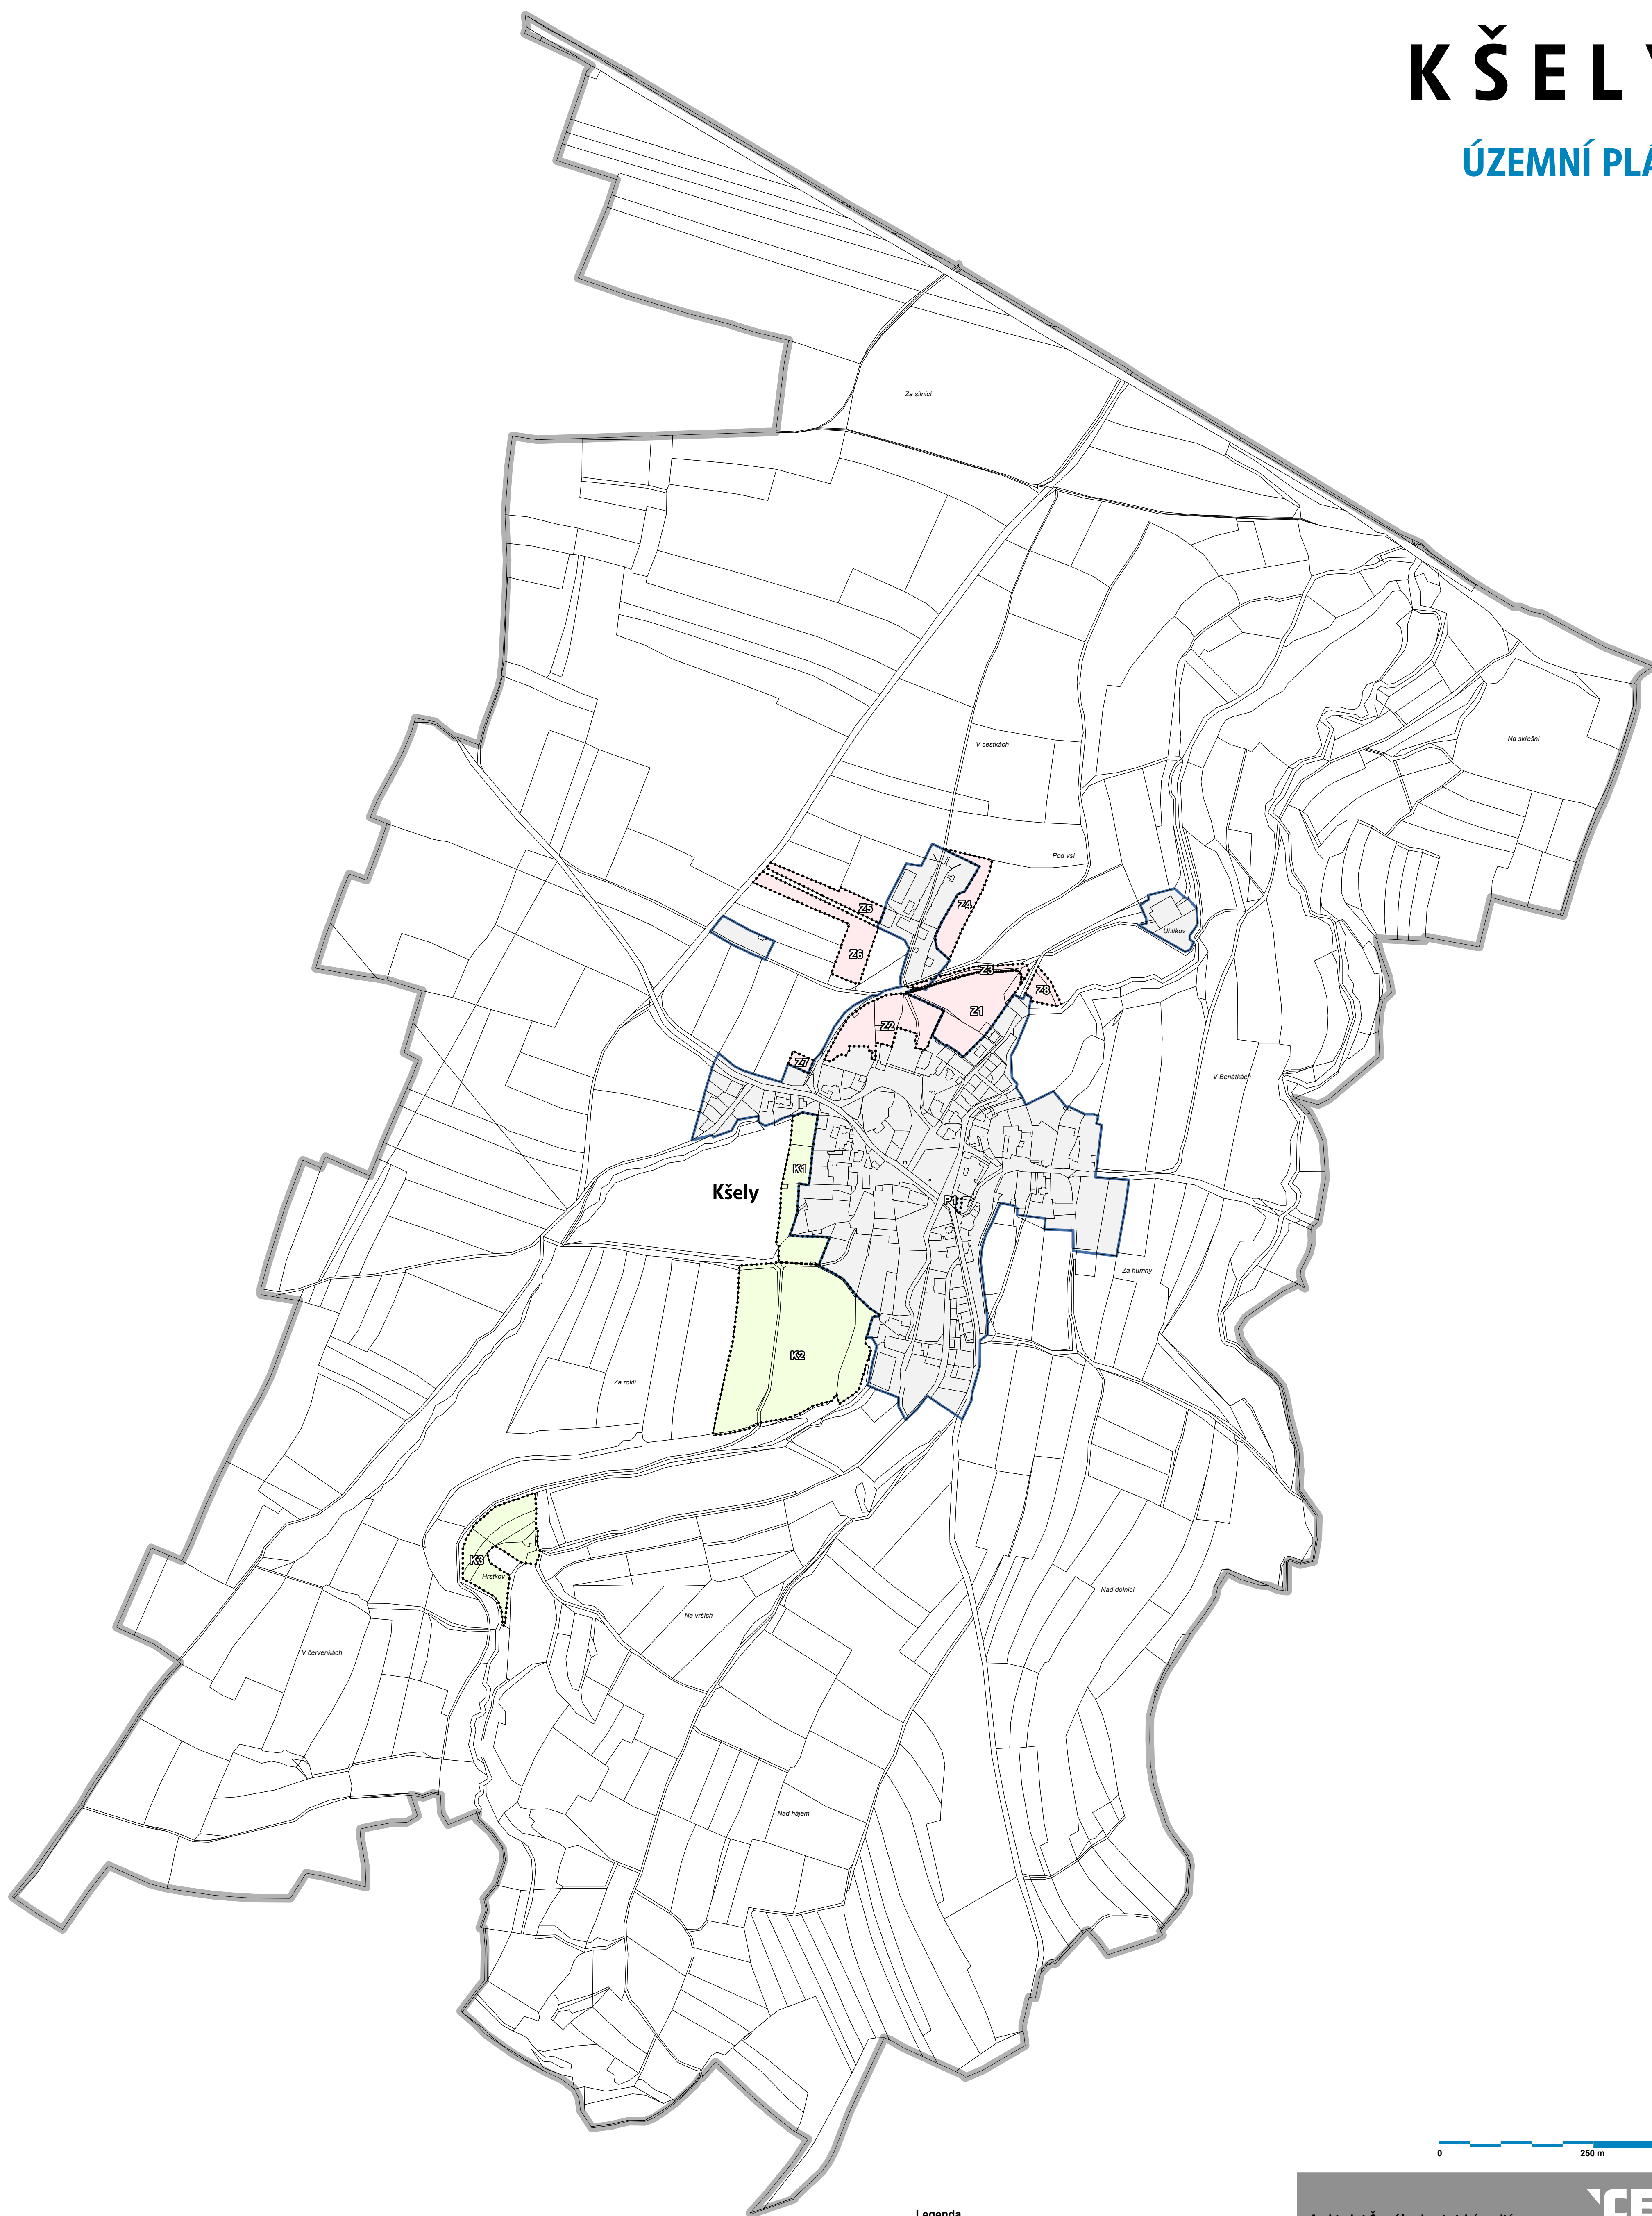 KŠELY
ÚZEMNÍ PLÁ
Za silnicí
V cestkách
Na skřešni
Pod vsí
Z5
Z4
Uhlíkov
Z6
Z3
Z8
Z1
Z2
Z7
V Benátkách
K1
Kšely
P1
Za humny
K2
Za roklí
K3
Hrstkov
Nad dolnicí
Na vrších
V červenkách
Nad hájem
0 250 m
Legenda